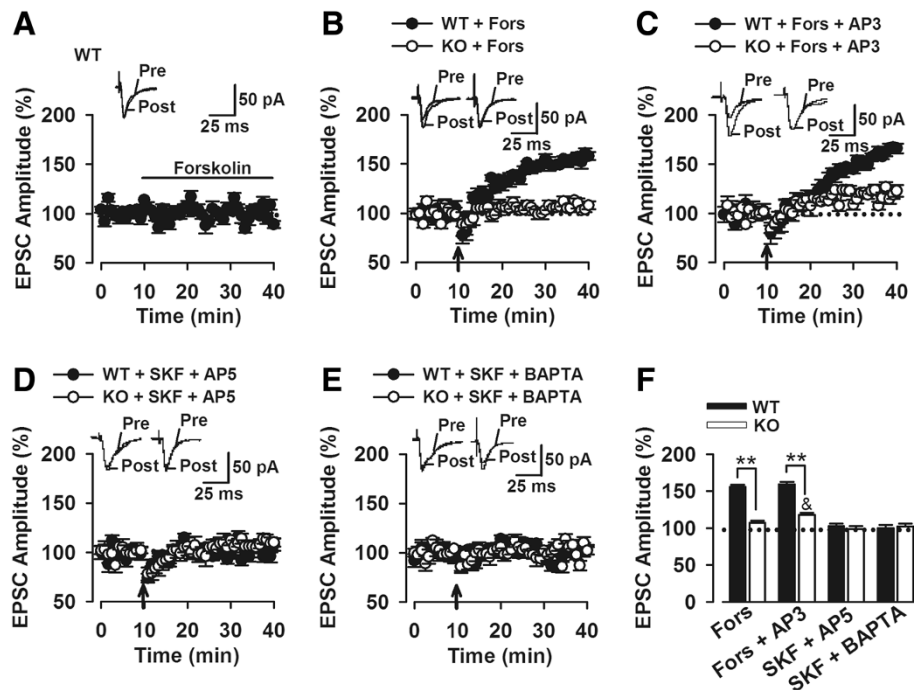 A
WT
Pre
Post
50 pA
25 ms
EPSC Amplitude (%)
200
150
100
50
Forskolin
0 10 20 30 40
Time (min)
B
WT + Fors
KO + Fors
Pre Pre
Post Post
50 pA
25 ms
EPSC Amplitude (%)
200
150
100
50
0 10 20 30 40
Time (min)
C
WT + Fors + AP3
KO + Fors + AP3
Pre Pre
Post Post
50 pA
25 ms
EPSC Amplitude (%)
200
150
100
50
0 10 20 30 40
Time (min)
D
WT + SKF + AP5
KO + SKF + AP5
Pre Pre
Post Post
50 pA
25 ms
EPSC Amplitude (%)
200
150
100
50
0 10 20 30 40
Time (min)
E
WT + SKF + BAPTA
KO + SKF + BAPTA
Pre Pre
Post Post
50 pA
25 ms
EPSC Amplitude (%)
200
150
100
50
0 10 20 30 40
Time (min)
F
WT
KO
EPSC Amplitude (%)
200
150
100
50
0
** **
&
Fors
Fors + AP3
SKF + AP5
SKF + BAPTA